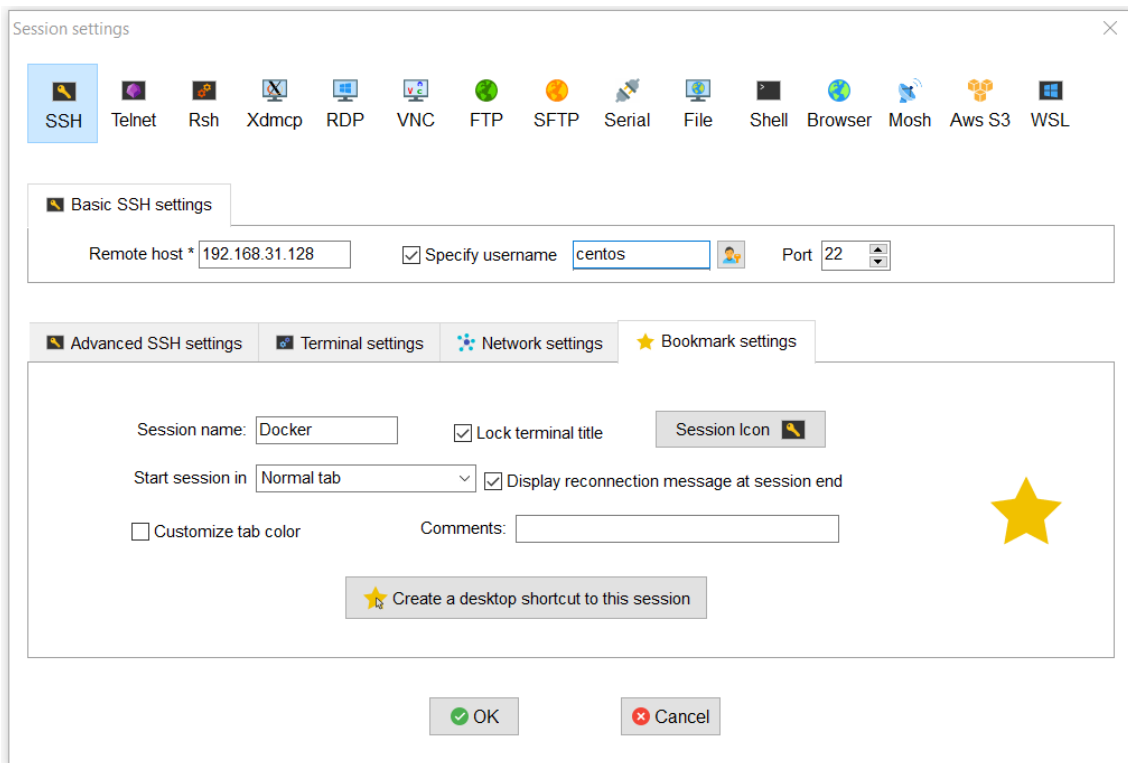 Session settings
SSH Telnet Rsh Xdmcp RDP VNC FTP SFTP Serial File Shell Browser Mosh Aws S3 WSL
Basic SSH settings
Remote host * 192.168.31.128 Specify username centos Port 22
Advanced SSH settings Terminal settings Network settings Bookmark settings
Session name: Docker Lock terminal title Session Icon
Start session in Normal tab Display reconnection message at session end
Customize tab color Comments:
Create a desktop shortcut to this session
OK Cancel